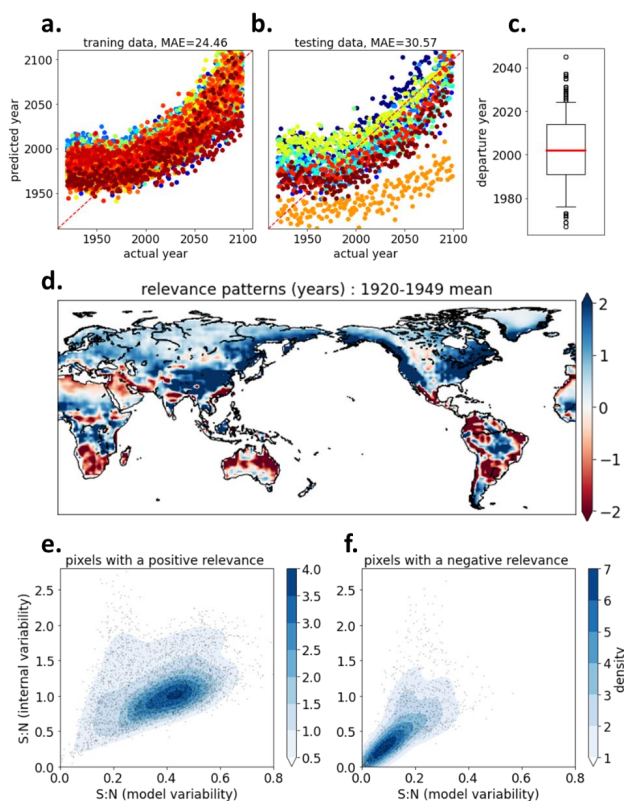 a. b. c.
traning data, MAE=24.46 testing data, MAE=30.57
2100
2050
2000
1950
predicted year
1950 2000 2050 2100
actual year
1950 2000 2050 2100
actual year
2040
2020
2000
1980
departure year
d.
relevance patterns (years) : 1920-1949 mean
2
1
0
−1
−2
e. f.
pixels with a positive relevance
2.5
2.0
1.5
1.0
0.5
0.0
S:N (internal variability)
0.0 0.2 0.4 0.6 0.8
S:N (model variability)
4.0
3.5
3.0
2.5
2.0
1.5
1.0
0.5
pixels with a negative relevance
2.5
2.0
1.5
1.0
0.5
0.0
0.0 0.2 0.4 0.6 0.8
S:N (model variability)
7
6
5
4
3
2
1
density